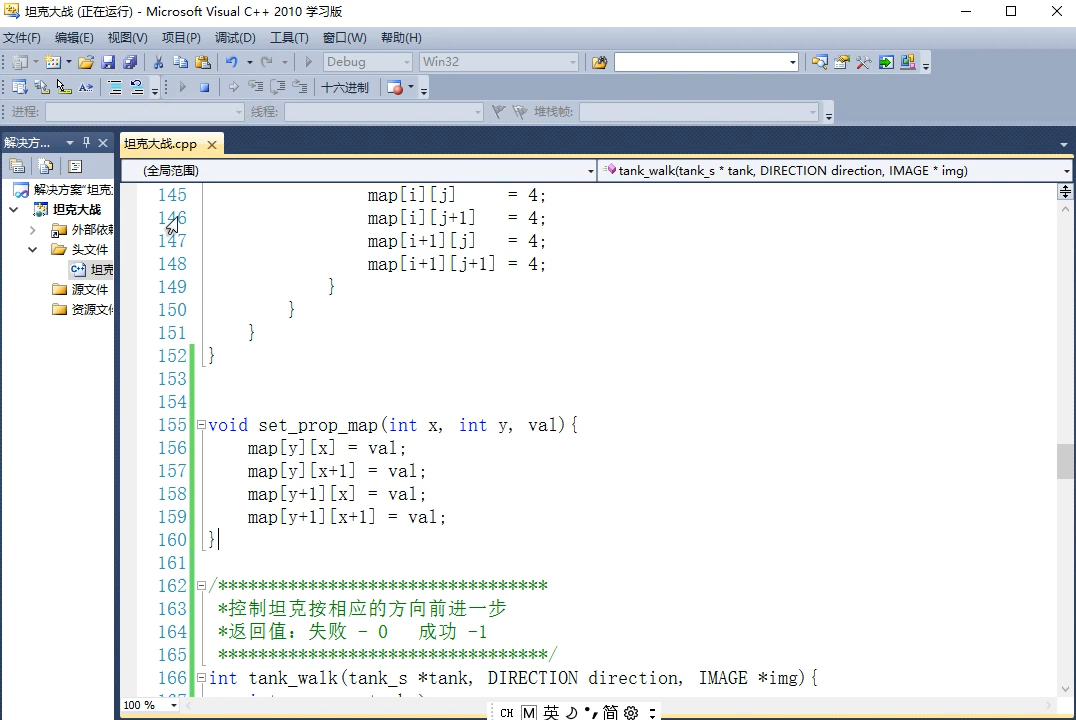 坦克大战 (正在运行) - Microsoft Visual C++ 2010 学习版
文件(F) 编辑(E) 视图(V) 项目(P) 调试(D) 工具(T) 窗口(W) 帮助(H)
Debug Win32
十六进制
进程: 线程: 堆栈帧:
解决方... 坦克大战.cpp
(全局范围) tank_walk(tank_s * tank, DIRECTION direction, IMAGE * img)
解决方案"坦克
坦克大战
外部依
头文件
坦克
源文件
资源文
145 map[i][j] = 4;
146 map[i][j+1] = 4;
147 map[i+1][j] = 4;
148 map[i+1][j+1] = 4;
149 }
150 }
151 }
152 }
153
154
155 void set_prop_map(int x, int y, val){
156 map[y][x] = val;
157 map[y][x+1] = val;
158 map[y+1][x] = val;
159 map[y+1][x+1] = val;
160 }
161
162 /*********************************
163 *控制坦克按相应的方向前进一步
164 *返回值: 失败 - 0 成功 -1
165 *********************************/
166 int tank_walk(tank_s *tank, DIRECTION direction, IMAGE *img){
100 %
CH M 英 简